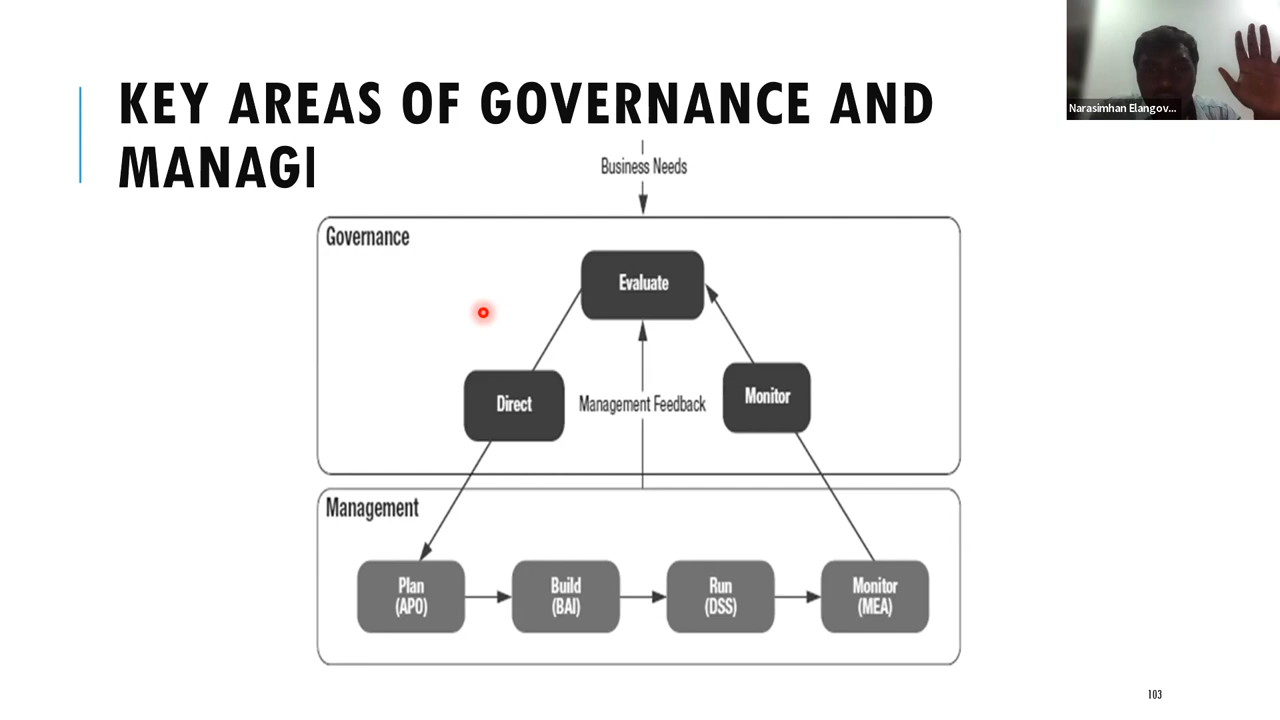 KEY AREAS OF GOVERNANCE AND
MANAGI
Narasimhan Elangov...
Business Needs
Governance
Evaluate
Direct
Management Feedback
Monitor
Management
Plan
(APO)
Build
(BAI)
Run
(DSS)
Monitor
(MEA)
103